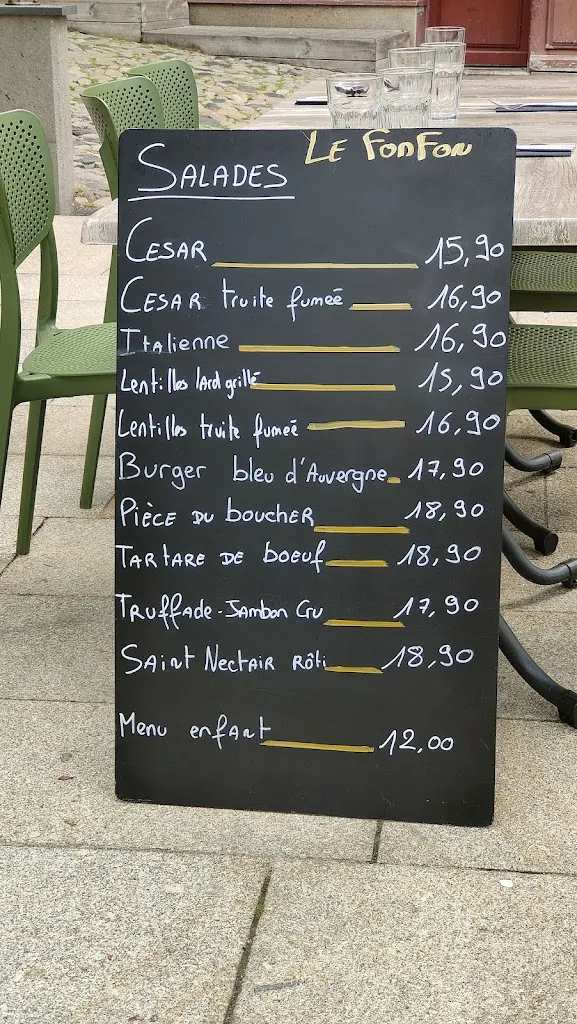 LE FONFON
SALADES
CESAR 15,90
CESAR truite fumeé 16,90
Italienne 16,90
Lentilles lard grillé 15,90
Lentilles truite fumeé 16,90
Burger bleu d'Auvergne 17,90
PIÈCE DU boucHER 18,90
TARTARE DE boeuf 18,90
TRuffade - Jambon Cru 17,90
SAint NectAIR RÔti 18,90
Menu enfAnt 12,00